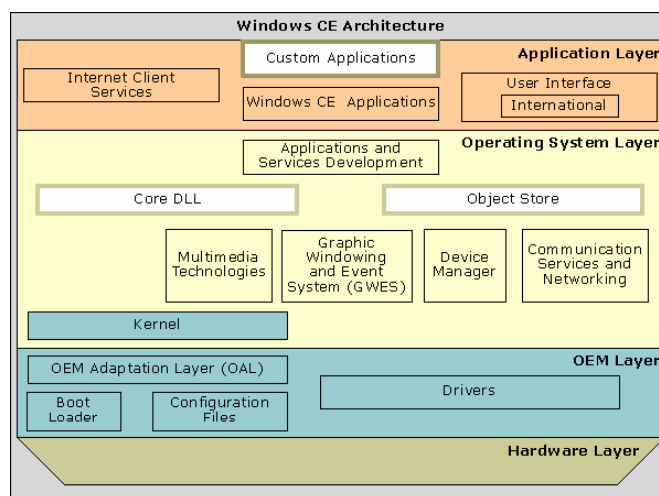 Windows CE Architecture
Application Layer
Custom Applications
Internet Client
Services
Windows CE Applications
User Interface
International
Operating System Layer
Applications and
Services Development
Core DLL
Object Store
Multimedia
Technologies
Graphic
Windowing
and Event
System (GWES)
Device
Manager
Communication
Services and
Networking
Kernel
OEM Layer
OEM Adaptation Layer (OAL)
Boot
Loader
Configuration
Files
Drivers
Hardware Layer